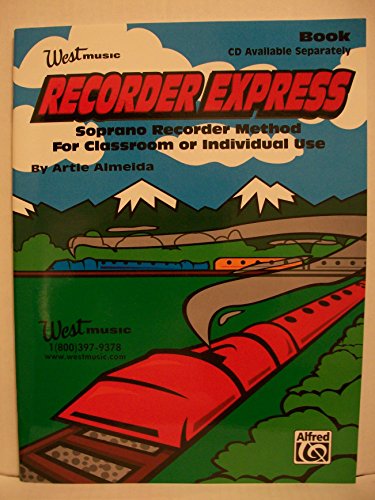 Book
CD Available Separately
West music
RECORDER EXPRESS
Soprano Recorder Method
For Classroom or Individual Use
By Artie Almeida
West music
1(800)397-9378
www.westmusic.com
Alfred